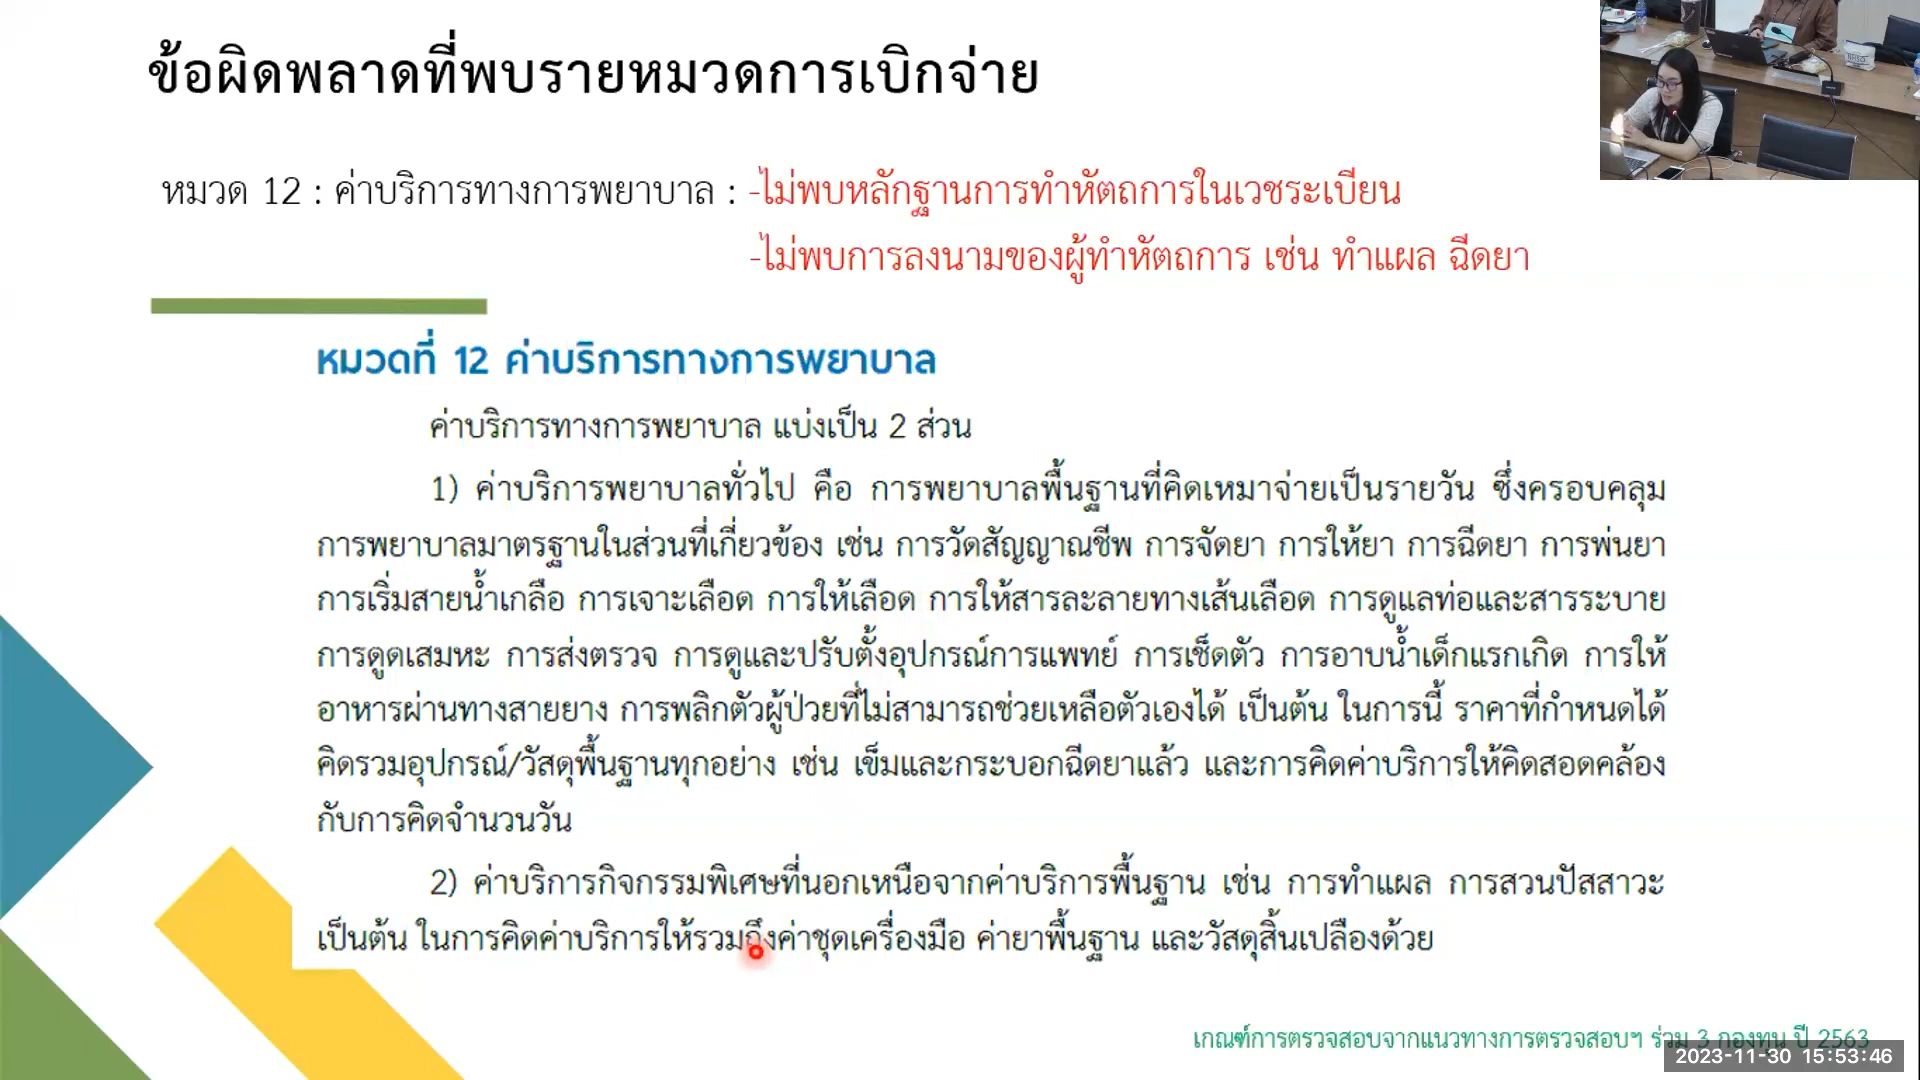 ข้อผิดพลาดที่พบรายหมวดการเบิกจ่าย
หมวด 12 : ค่าบริการทางการพยาบาล : -ไม่พบหลักฐานการทำหัตถการในเวชระเบียน
-ไม่พบการลงนามของผู้ทำหัตถการ เช่น ทำแผล ฉีดยา
หมวดที่ 12 ค่าบริการทางการพยาบาล
ค่าบริการทางการพยาบาล แบ่งเป็น 2 ส่วน
1) ค่าบริการพยาบาลทั่วไป คือ การพยาบาลพื้นฐานที่คิดเหมาจ่ายเป็นรายวัน ซึ่งครอบคลุม
การพยาบาลมาตรฐานในส่วนที่เกี่ยวข้อง เช่น การวัดสัญญาณชีพ การจัดยา การให้ยา การฉีดยา การพ่นยา
การเริ่มสายน้ำเกลือ การเจาะเลือด การให้เลือด การให้สารละลายทางเส้นเลือด การดูแลท่อและสารระบาย
การดูดเสมหะ การส่งตรวจ การดูและปรับตั้งอุปกรณ์การแพทย์ การเช็ดตัว การอาบน้ำเด็กแรกเกิด การให้
อาหารผ่านทางสายยาง การพลิกตัวผู้ป่วยที่ไม่สามารถช่วยเหลือตัวเองได้ เป็นต้น ในการนี้ ราคาที่กำหนดได้
คิดรวมอุปกรณ์/วัสดุพื้นฐานทุกอย่าง เช่น เข็มและกระบอกฉีดยาแล้ว และการคิดค่าบริการให้คิดสอดคล้อง
กับการคิดจำนวนวัน
2) ค่าบริการกิจกรรมพิเศษที่นอกเหนือจากค่าบริการพื้นฐาน เช่น การทำแผล การสวนปัสสาวะ
เป็นต้น ในการคิดค่าบริการให้รวมถึงค่าชุดเครื่องมือ ค่ายาพื้นฐาน และวัสดุสิ้นเปลืองด้วย
เกณฑ์การตรวจสอบจากแนวทางการตรวจสอบฯ ร่วม 3 กองทุน ปี 2563
2023-11-30 15:53:46